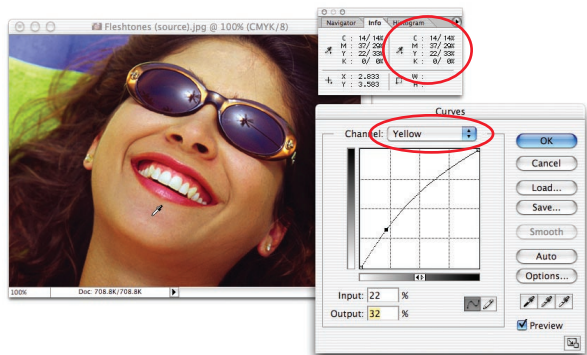 Fleshtones (source).jpg @ 100% (CMYK/8)
100%
Doc: 708.8K/708.8K
Navigator Info Histogram
C : 14/ 14% C : 14/ 14%
M : 37/ 29% M : 37/ 29%
Y : 22/ 33% Y : 22/ 33%
K : 0/ 0% K : 0/ 0%
X : 2.833 W :
Y : 3.583 H :
Curves
Channel: Yellow
OK
Cancel
Load...
Save...
Smooth
Auto
Options...
Input: 22 %
Output: 32 %
Preview